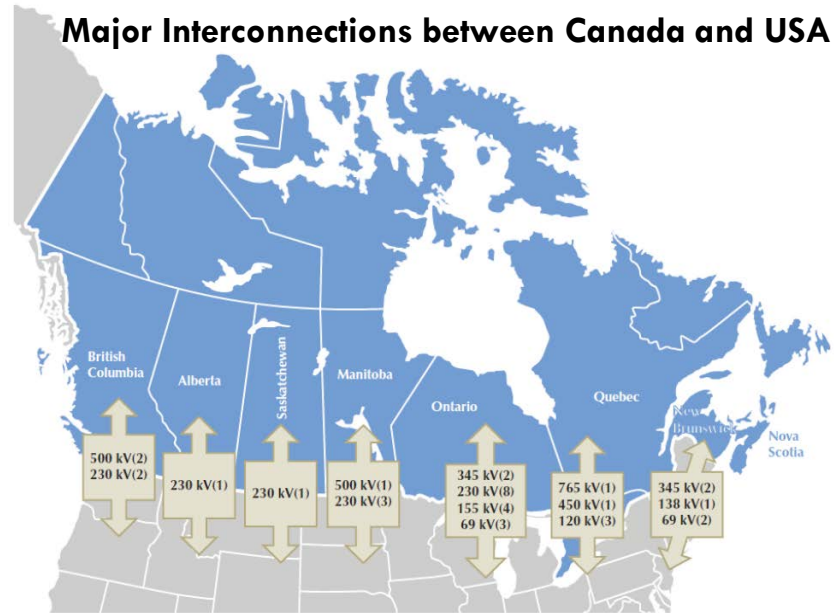 Major Interconnections between Canada and USA
British
Columbia
Alberta
Saskatchewan
Manitoba
Ontario
Quebec
New
Brunswick
Nova
Scotia
500 kV(2)
230 kV(2)
230 kV(1)
230 kV(1)
500 kV(1)
230 kV(3)
345 kV(2)
230 kV(8)
155 kV(4)
69 kV(3)
765 kV(1)
450 kV(1)
120 kV(3)
345 kV(2)
138 kV(1)
69 kV(2)